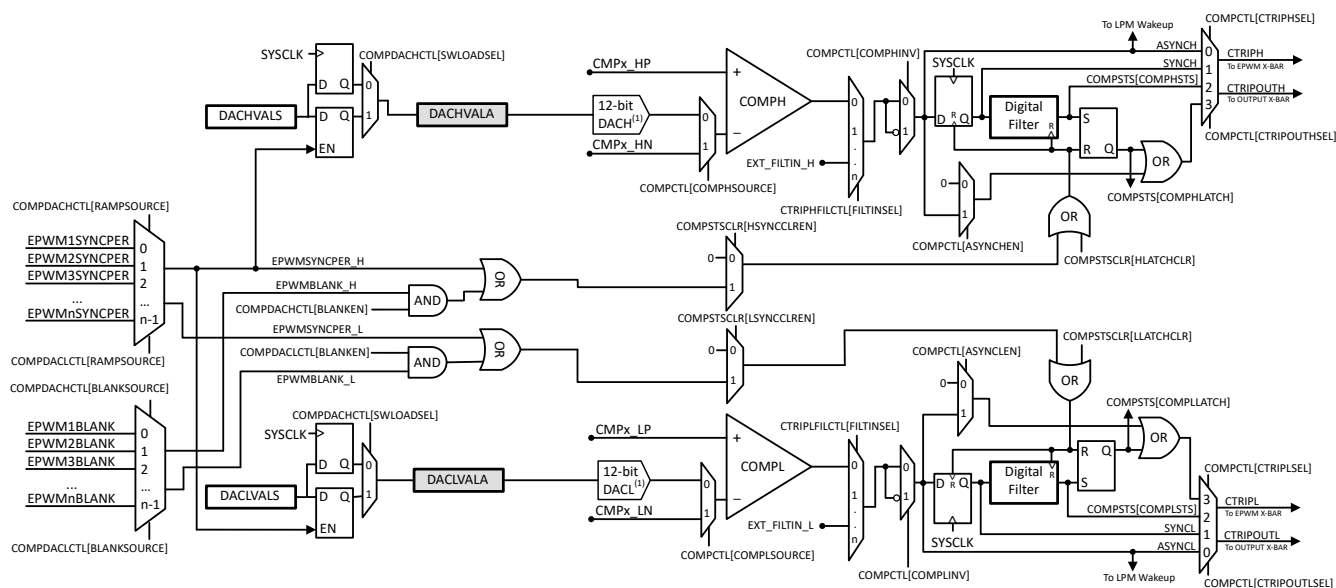 To LPM Wakeup
COMPCTL[CTRIPHSEL]
SYSCLK
COMPDACHCTL[SWLOADSEL]
COMPCTL[COMPHINV]
ASYNCH
CMPx_HP
SYSCLK
SYNCH
0
CTRIPH
To EPWM X-BAR
D Q
0
+
0
0
COMPSTS[COMPHSTS]
1
2
CTRIPOUTH
To OUTPUT X-BAR
DACHVALS
D Q
1
DACHVALA
12-bit
DACH(1)
0
COMPH
1
1
D R Q
Digital
Filter
R
S
3
CMPx_HN
1
−
.
.
R Q
OR
COMPCTL[CTRIPOUTHSEL]
EN
EXT_FILTIN_H
n
0
0
COMPCTL[COMPHSOURCE]
CTRIPHFILCTL[FILTINSEL]
COMPSTS[COMPHLATCH]
COMPDACHCTL[RAMPSOURCE]
1
OR
COMPSTSCLR[HSYNCCLREN]
COMPCTL[ASYNCHEN]
EPWM1SYNCPER
0
EPWM2SYNCPER
1
EPWMSYNCPER_H
0
0
COMPSTSCLR[HLATCHCLR]
EPWM3SYNCPER
2
OR
...
...
EPWMBLANK_H
AND
1
EPWMnSYNCPER
n-1
COMPDACHCTL[BLANKEN]
COMPSTSCLR[LSYNCCLREN]
EPWMSYNCPER_L
OR
COMPSTSCLR[LLATCHCLR]
COMPDACLCTL[BLANKEN]
0
0
COMPDACLCTL[RAMPSOURCE]
AND
COMPCTL[ASYNCLEN]
EPWMBLANK_L
1
OR
COMPDACHCTL[BLANKSOURCE]
0
0
COMPSTS[COMPLLATCH]
COMPDACHCTL[SWLOADSEL]
EPWM1BLANK
0
CTRIPLFILCTL[FILTINSEL]
1
SYSCLK
CMPx_LP
OR
EPWM2BLANK
1
R Q
EPWM3BLANK
2
D Q
0
+
0
0
COMPCTL[CTRIPLSEL]
...
...
12-bit
DACL(1)
0
COMPL
1
1
D R Q
Digital
Filter
R
S
3
CTRIPL
To EPWM X-BAR
EPWMnBLANK
n-1
DACLVALS
D Q
1
DACLVALA
1
−
.
.
COMPSTS[COMPLSTS]
2
EN
CMPx_LN
EXT_FILTIN_L
n
SYNCL
1
CTRIPOUTL
To OUTPUT X-BAR
SYSCLK
ASYNCL
0
COMPDACLCTL[BLANKSOURCE]
COMPCTL[COMPLSOURCE]
COMPCTL[COMPLINV]
To LPM Wakeup
COMPCTL[CTRIPOUTLSEL]